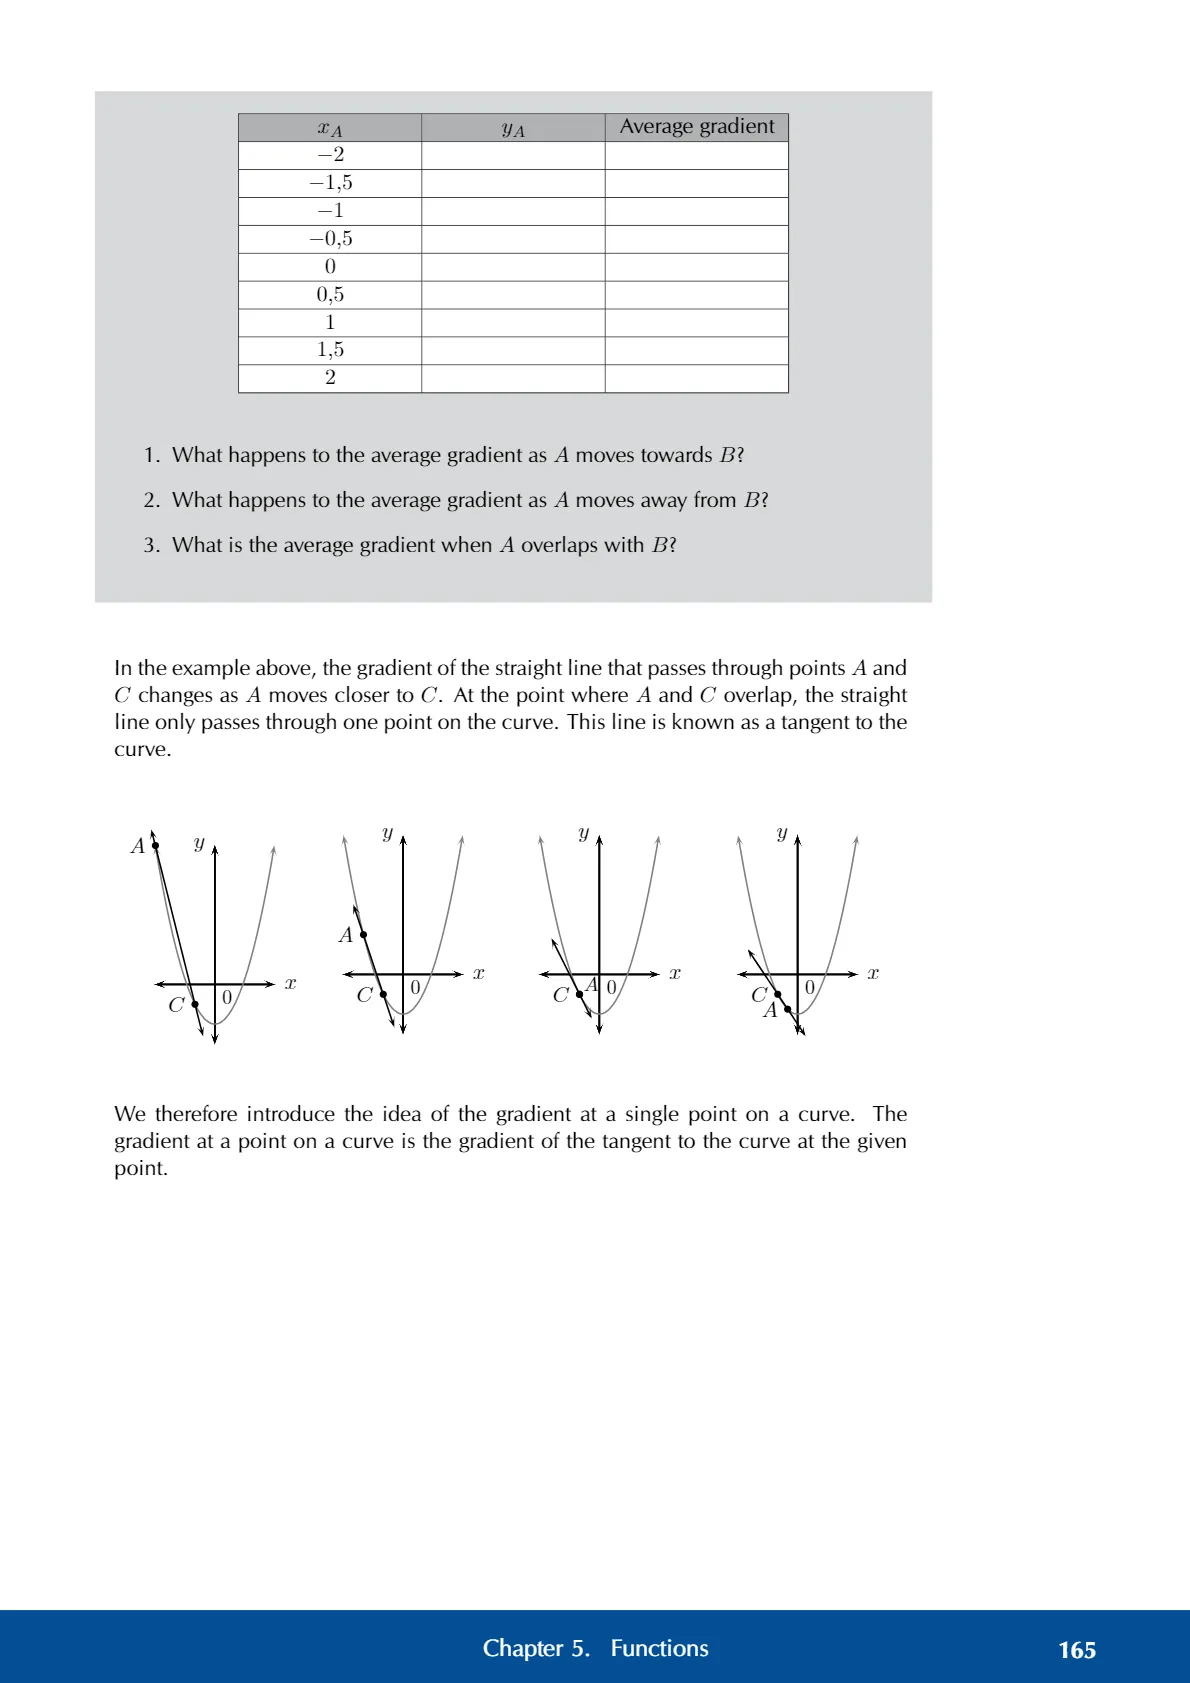 x_A y_A Average gradient
−2
−1,5
−1
−0,5
0
0,5
1
1,5
2
1. What happens to the average gradient as A moves towards B?
2. What happens to the average gradient as A moves away from B?
3. What is the average gradient when A overlaps with B?
In the example above, the gradient of the straight line that passes through points A and
C changes as A moves closer to C. At the point where A and C overlap, the straight
line only passes through one point on the curve. This line is known as a tangent to the
curve.
A y x C 0
y A x C 0
y x C A 0
y x C 0 A
We therefore introduce the idea of the gradient at a single point on a curve. The
gradient at a point on a curve is the gradient of the tangent to the curve at the given
point.
Chapter 5. Functions 165